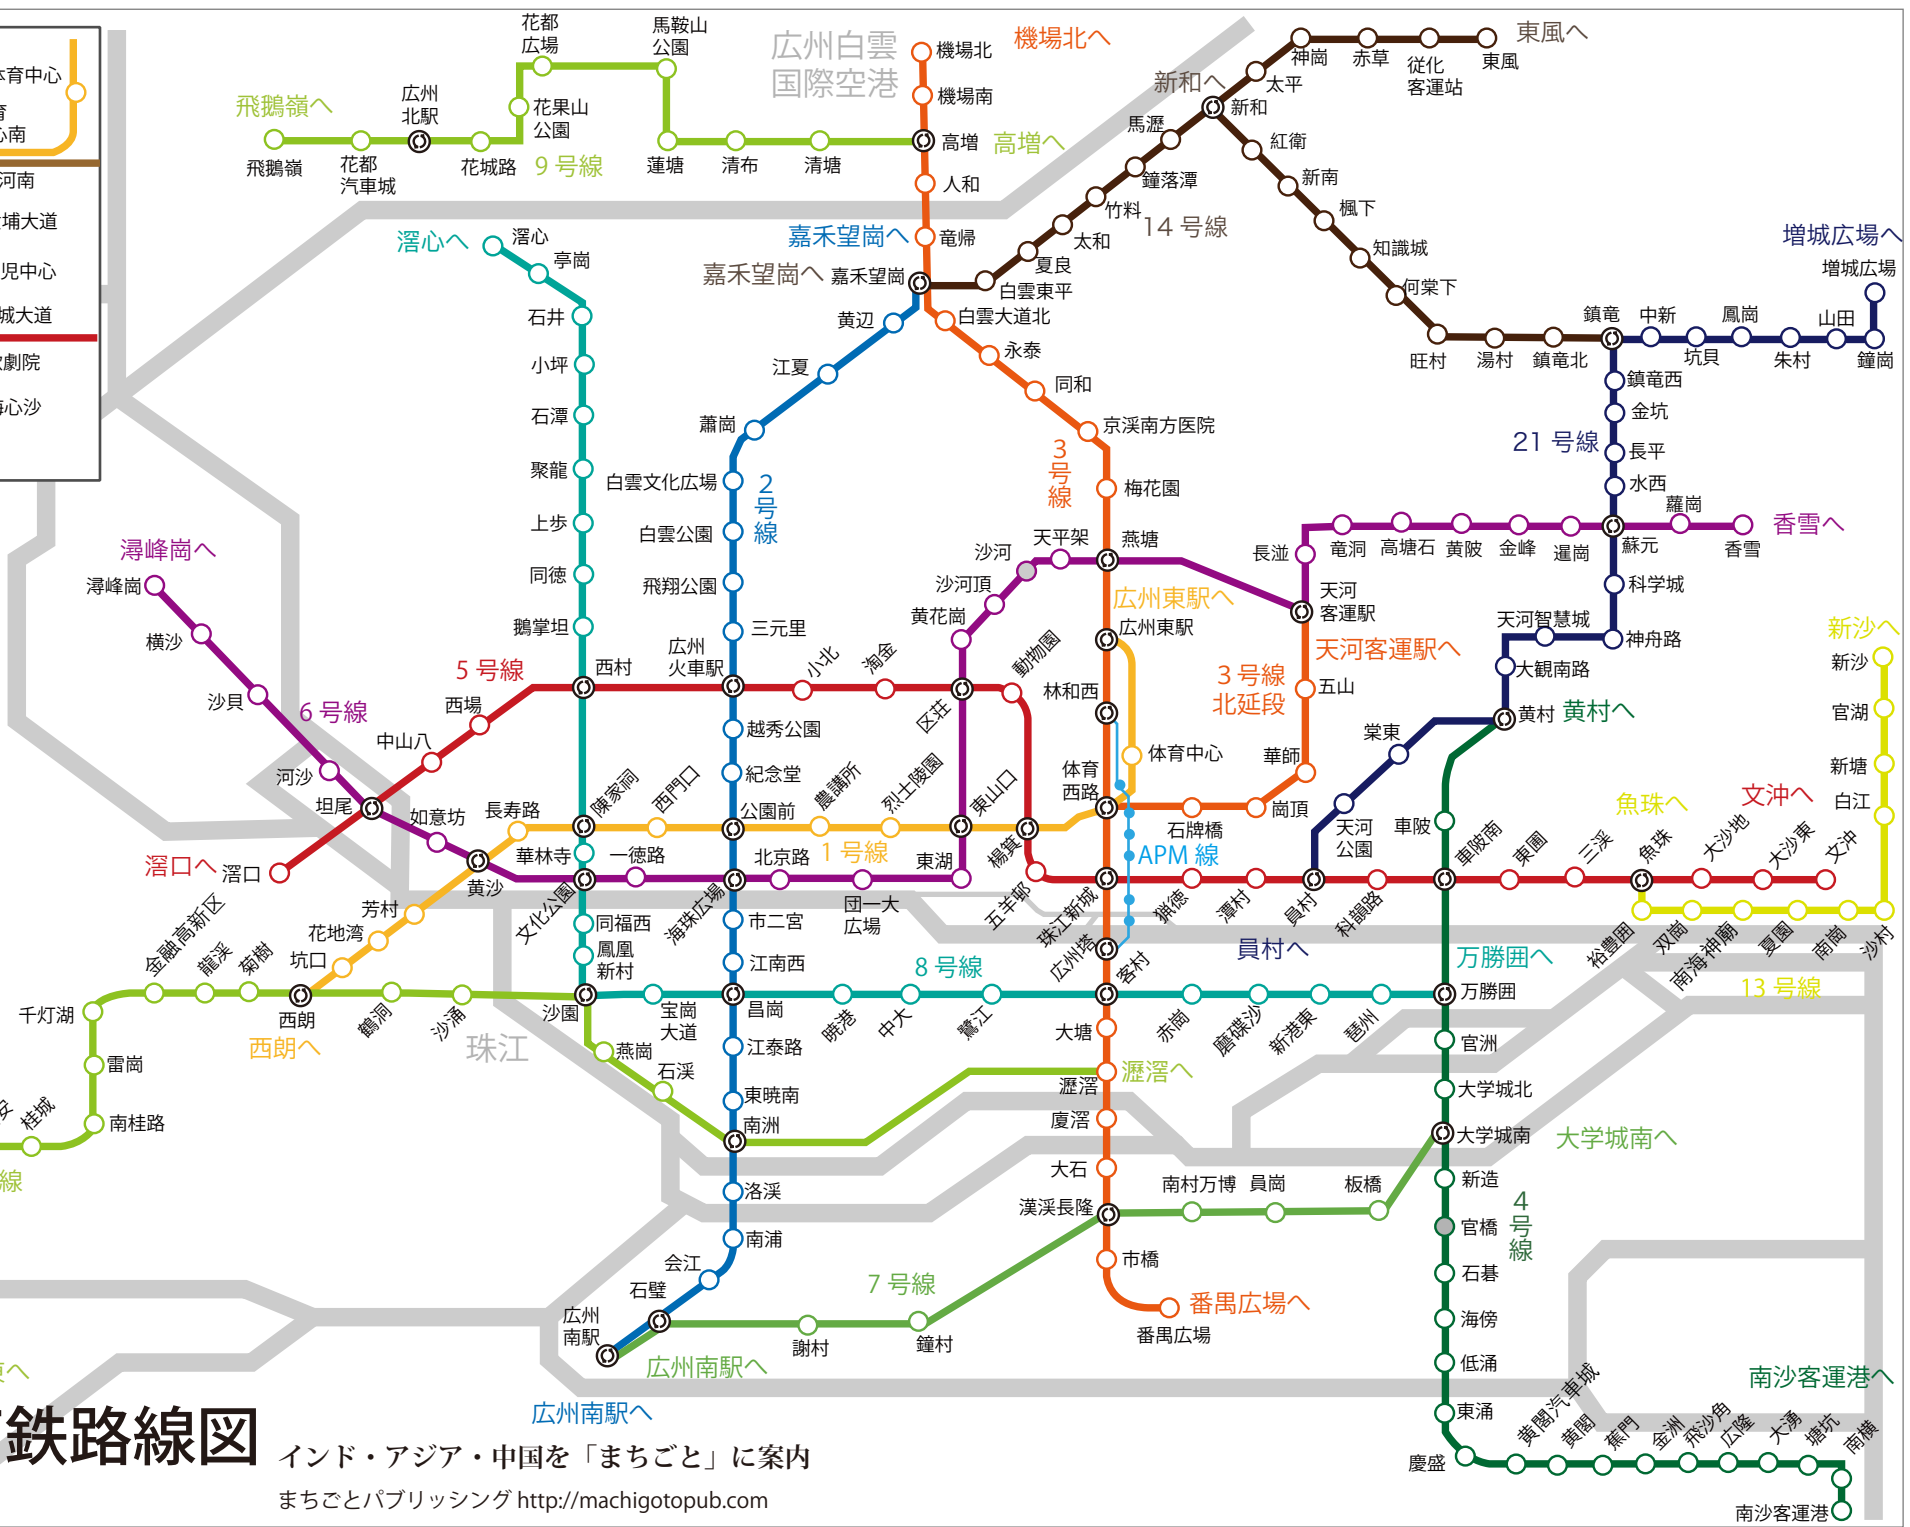 体育中心
育
心南
河南
埔大道
児中心
城大道
歌劇院
海心沙
花都
広場
馬鞍山
公園
広州白雲
国際空港
機場北
機場北へ
機場南
飛鵝嶺へ
広州
北駅
花果山
公園
高増
高増へ
飛鵝嶺
花都
汽車城
花城路
9 号線
蓮塘
清布
清塘
人和
竜帰
神崗
赤草
従化
客運站
東風
東風へ
新和へ
太平
新和
馬瀝
鐘落潭
竹料
太和
夏良
白雲東平
14 号線
紅衛
新南
楓下
知識城
何棠下
旺村
湯村
鎮竜北
鎮竜
中新
坑貝
鳳崗
朱村
山田
鐘崗
増城広場
増城広場へ
嘉禾望崗へ
嘉禾望崗へ
嘉禾望崗
滘心へ
滘心
亭崗
石井
小坪
石潭
聚龍
上歩
同徳
鵝掌坦
西村
黄辺
江夏
蕭崗
白雲文化広場
2
号
線
白雲公園
飛翔公園
三元里
広州
火車駅
白雲大道北
永泰
同和
京渓南方医院
3
号
線
梅花園
燕塘
天平架
沙河
沙河頂
黄花崗
区荘
鎮竜西
金坑
長平
水西
21 号線
蘿崗
蘇元
香雪
香雪へ
長湴
竜洞
高塘石
黄陂
金峰
暹崗
天河
客運駅
天河客運駅へ
3 号線
北延段
五山
華師
崗頂
石牌橋
科学城
神舟路
天河智慧城
大観南路
黄村
黄村へ
棠東
天河
公園
員村
員村へ
広州東駅へ
広州東駅
林和西
体育中心
体育
西路
APM 線
珠江新城
広州塔
客村
潯峰崗へ
潯峰崗
横沙
沙貝
6 号線
河沙
坦尾
如意坊
黄沙
5 号線
西場
中山八
滘口へ
滘口
小北
淘金
動物園
越秀公園
紀念堂
公園前
長寿路
陳家祠
西門口
農講所
烈士陵園
東山口
楊箕
1 号線
華林寺
一徳路
文化公園
海珠広場
北京路
団一大
広場
東湖
五羊邨
猟徳
潭村
科韻路
車陂
車陂南
東圃
三渓
魚珠
魚珠へ
大沙地
大沙東
文沖
文沖へ
新沙へ
新沙
官湖
新塘
白江
裕豊囲
双崗
南海神廟
夏園
南崗
沙村
13 号線
芳村
花地湾
坑口
西朗
西朗へ
金融高新区
龍渓
菊樹
千灯湖
雷崗
南桂路
桂城
安
線
鶴洞
沙涌
沙園
珠江
同福西
鳳凰
新村
市二宮
江南西
昌崗
宝崗
大道
暁港
中大
鷺江
8 号線
赤崗
磨碟沙
新港東
琶州
万勝囲
万勝囲へ
燕崗
石渓
江泰路
東暁南
南洲
洛渓
南浦
会江
石壁
広州
南駅
広州南駅へ
広州南駅へ
大塘
瀝滘
瀝滘へ
廈滘
大石
漢渓長隆
市橋
番禺広場へ
番禺広場
7 号線
謝村
鐘村
南村万博
員崗
板橋
官洲
大学城北
大学城南
大学城南へ
新造
官橋
4
号
線
石碁
海傍
低涌
東涌
慶盛
黄閣汽車城
黄閣
蕉門
金洲
飛沙角
広隆
大湧
塘坑
南横
南沙客運港
南沙客運港へ
東へ
鉄路線図
インド・アジア・中国を「まちごと」に案内
まちごとパブリッシング http://machigotopub.com